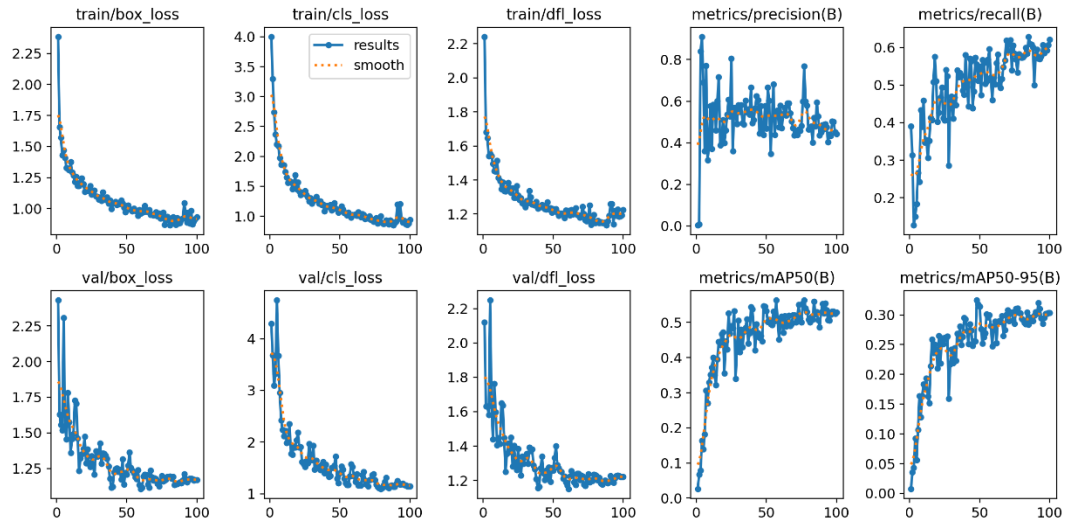 train/box_loss
train/cls_loss
train/dfl_loss
metrics/precision(B)
metrics/recall(B)
2.25
2.00
1.75
1.50
1.25
1.00
0 50 100
4.0
3.5
3.0
2.5
2.0
1.5
1.0
results
smooth
0 50 100
2.2
2.0
1.8
1.6
1.4
1.2
0 50 100
0.8
0.6
0.4
0.2
0.0
0 50 100
0.6
0.5
0.4
0.3
0.2
0 50 100
val/box_loss
val/cls_loss
val/dfl_loss
metrics/mAP50(B)
metrics/mAP50-95(B)
2.25
2.00
1.75
1.50
1.25
0 50 100
4
3
2
1
0 50 100
2.2
2.0
1.8
1.6
1.4
1.2
0 50 100
0.5
0.4
0.3
0.2
0.1
0.0
0 50 100
0.30
0.25
0.20
0.15
0.10
0.05
0.00
0 50 100